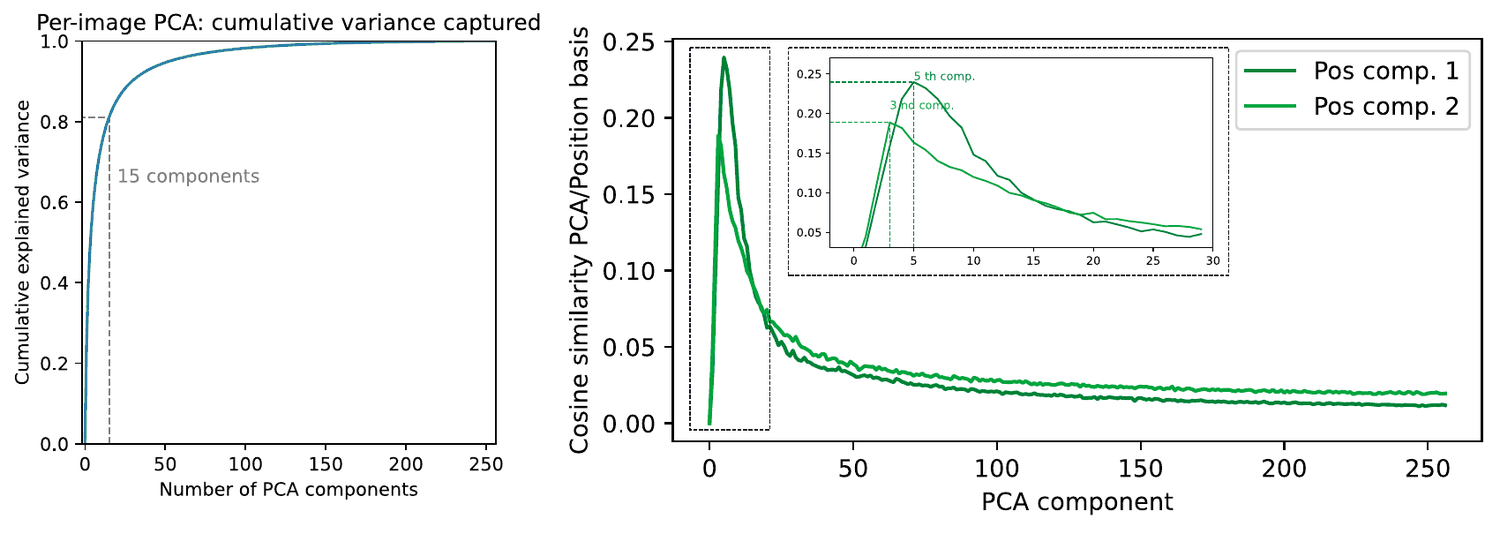 Per-image PCA: cumulative variance captured
Cumulative explained variance
1.0
0.8
0.6
0.4
0.2
0.0
15 components
0 50 100 150 200 250
Number of PCA components
Cosine similarity PCA/Position basis
0.25
0.20
0.15
0.10
0.05
0.00
0.25
0.20
0.15
0.10
0.05
5 th comp.
3 nd comp.
0 5 10 15 20 25 30
Pos comp. 1
Pos comp. 2
0 50 100 150 200 250
PCA component